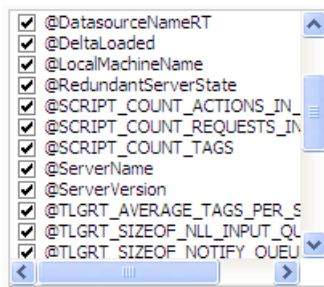 @DatasourceNameRT
@DeltaLoaded
@LocalMachineName
@RedundantServerState
@SCRIPT_COUNT_ACTIONS_IN_
@SCRIPT_COUNT_REQUESTS_IN
@SCRIPT_COUNT_TAGS
@ServerName
@ServerVersion
@TLGRT_AVERAGE_TAGS_PER_S
@TLGRT_SIZEOF_NLL_INPUT_QU
@TLGRT_SIZEOF_NOTIFY_QUEU